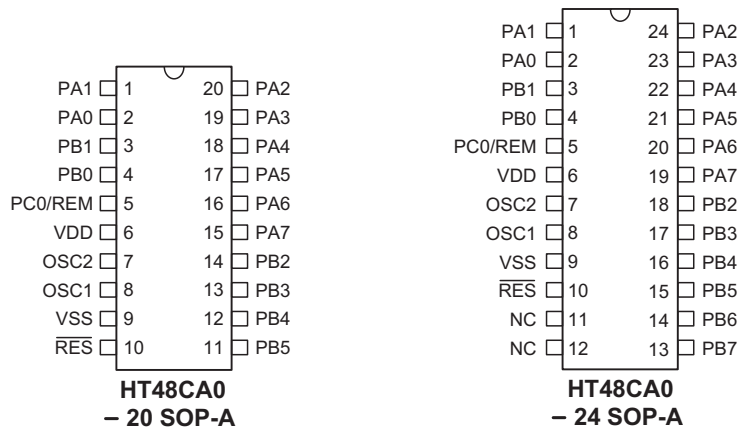 PA1 1 20 PA2
PA0 2 19 PA3
PB1 3 18 PA4
PB0 4 17 PA5
PC0/REM 5 16 PA6
VDD 6 15 PA7
OSC2 7 14 PB2
OSC1 8 13 PB3
VSS 9 12 PB4
RES 10 11 PB5
HT48CA0
– 20 SOP-A
PA1 1 24 PA2
PA0 2 23 PA3
PB1 3 22 PA4
PB0 4 21 PA5
PC0/REM 5 20 PA6
VDD 6 19 PA7
OSC2 7 18 PB2
OSC1 8 17 PB3
VSS 9 16 PB4
RES 10 15 PB5
NC 11 14 PB6
NC 12 13 PB7
HT48CA0
– 24 SOP-A